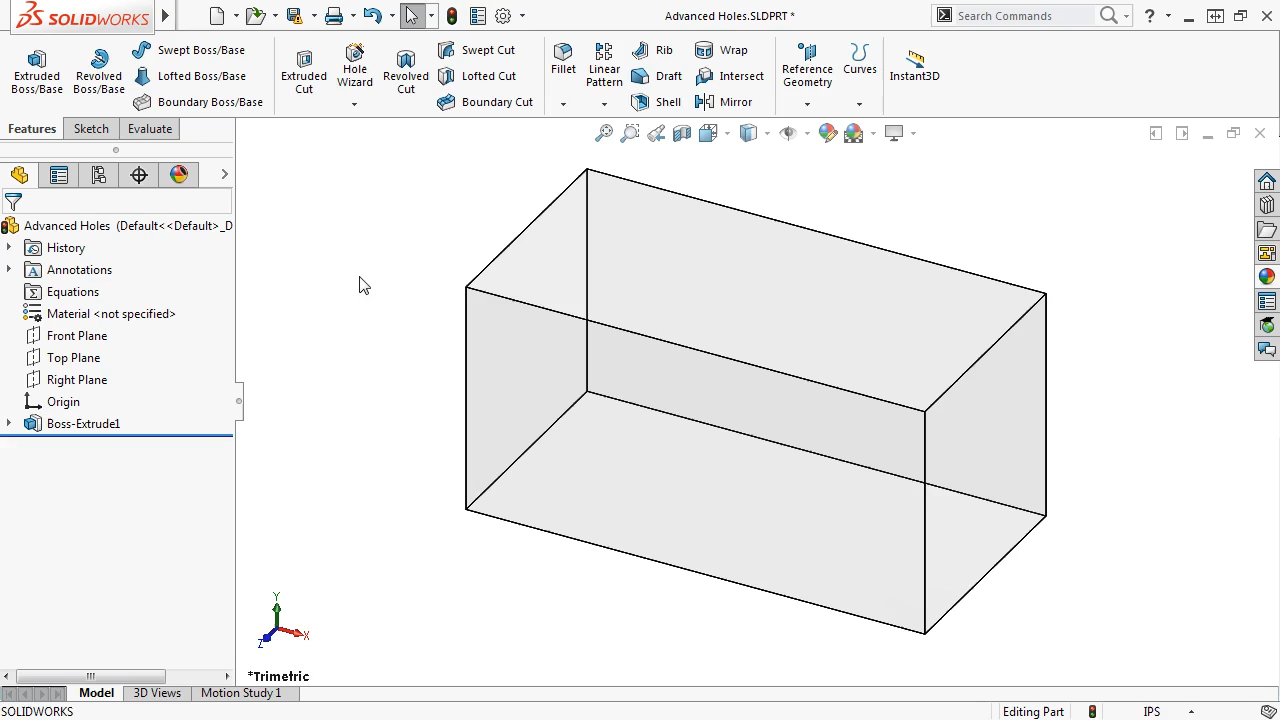 SOLIDWORKS
Advanced Holes.SLDPRT *
Search Commands
?
Extruded Boss/Base
Revolved Boss/Base
Swept Boss/Base
Lofted Boss/Base
Boundary Boss/Base
Extruded Cut
Hole Wizard
Revolved Cut
Swept Cut
Lofted Cut
Boundary Cut
Fillet
Linear Pattern
Rib
Draft
Shell
Wrap
Intersect
Mirror
Reference Geometry
Curves
Instant3D
Features
Sketch
Evaluate
Advanced Holes (Default<<Default>_D
History
A
Annotations
Equations
Material <not specified>
Front Plane
Top Plane
Right Plane
Origin
Boss-Extrude1
Y
X
Z
*Trimetric
Model
3D Views
Motion Study 1
SOLIDWORKS
Editing Part
IPS